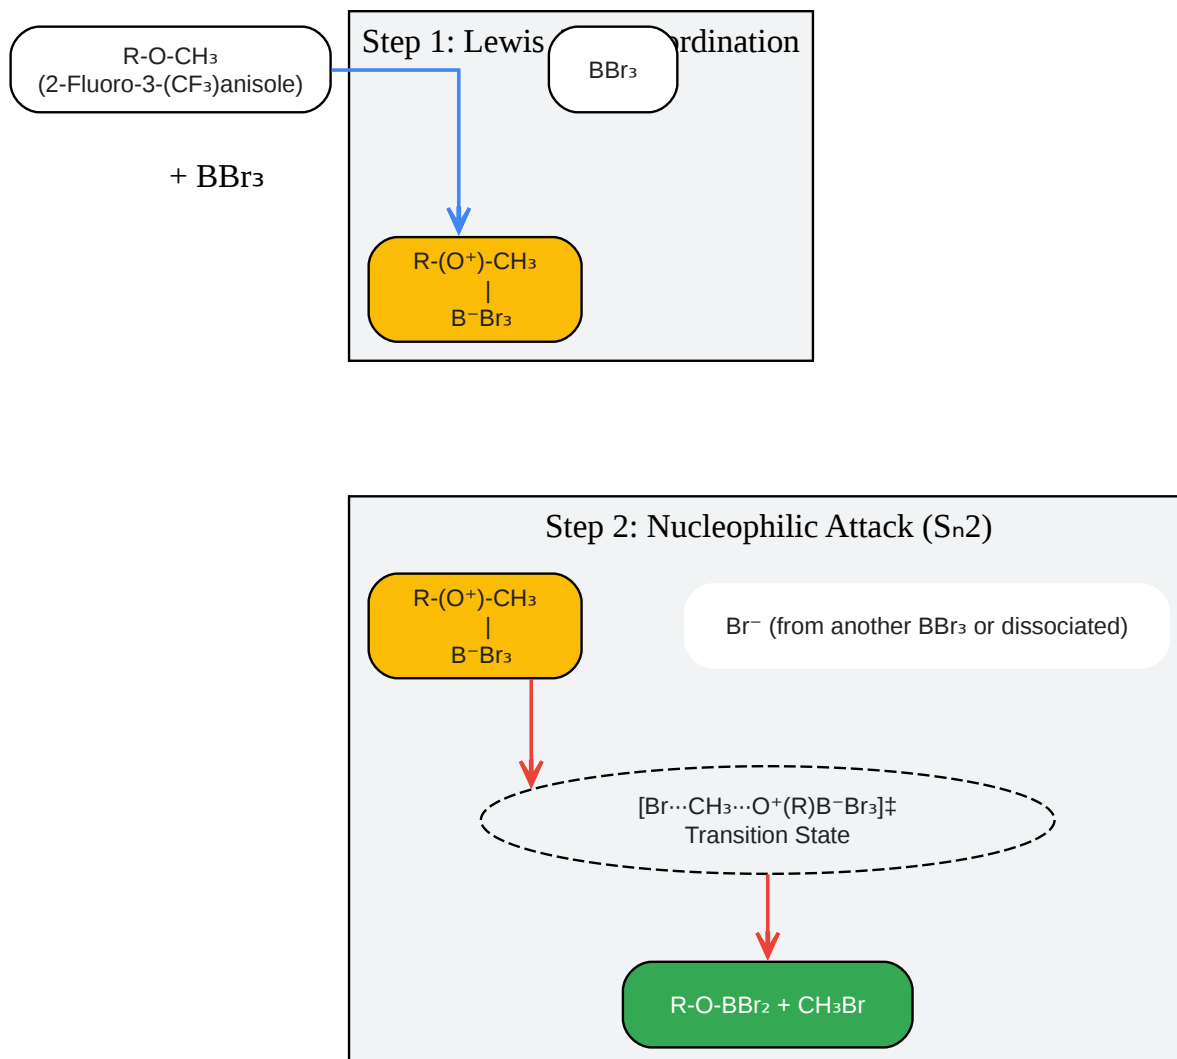 R-O-CH₃
(2-Fluoro-3-(CF₃)anisole)
Step 1: Lewis ordination
BBr₃
+ BBr₃
R-(O⁺)-CH₃
|
B⁻Br₃
Step 2: Nucleophilic Attack (Sₙ2)
R-(O⁺)-CH₃
|
B⁻Br₃
Br⁻ (from another BBr₃ or dissociated)
[Br···CH₃···O⁺(R)B⁻Br₃]‡
Transition State
R-O-BBr₂ + CH₃Br